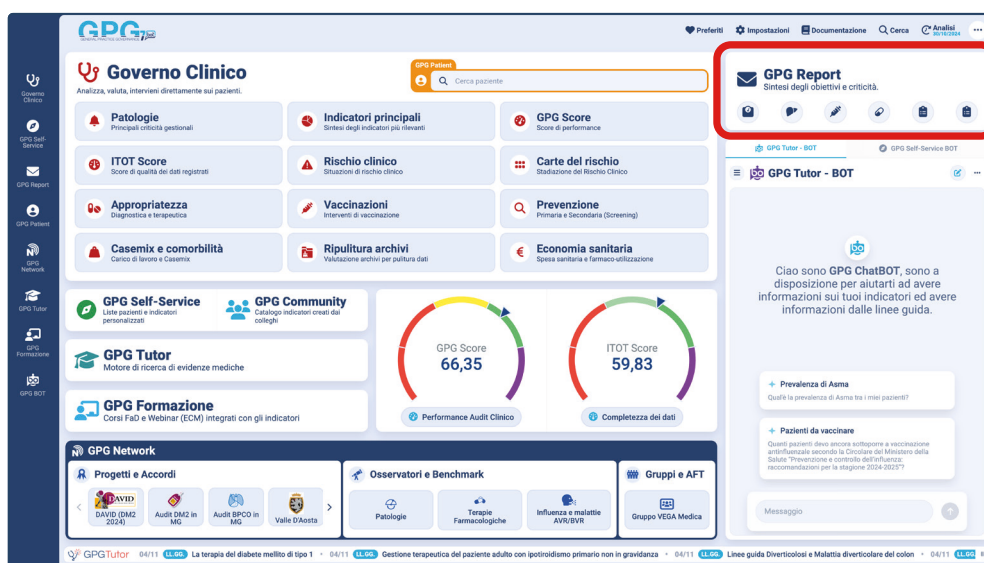 GPG
GENERAL PRACTICE GOVERNANCE
Preferiti
Impostazioni
Documentazione
Cerca
Analisi
30/10/2024
Governo
Clinico
GPG Self-
Service
GPG Report
GPG Patient
GPG
Network
GPG Tutor
GPG
Formazione
GPG BOT
Governo Clinico
Analizza, valuta, intervieni direttamente sui pazienti.
GPG Patient
Cerca paziente
Patologie
Principali criticità gestionali
Indicatori principali
Sintesi degli indicatori più rilevanti
GPG Score
Score di performance
ITOT Score
Score di qualità dei dati registrati
Rischio clinico
Situazioni di rischio clinico
Carte del rischio
Stadiazione del Rischio Clinico
Appropriatezza
Diagnostica e terapeutica
Vaccinazioni
Interventi di vaccinazione
Prevenzione
Primaria e Secondaria (Screening)
Casemix e comorbilità
Carico di lavoro e Casemix
Ripulitura archivi
Valutazione archivi per pulitura dati
Economia sanitaria
Spesa sanitaria e farmaco-utilizzazione
GPG Self-Service
Liste pazienti e indicatori
personalizzati
GPG Community
Catalogo indicatori creati dai
colleghi
GPG Tutor
Motore di ricerca di evidenze
mediche
GPG Formazione
Corsi FaD e Webinar (ECM) integrati con gli
indicatori
GPG Score
66,35
Performance Audit Clinico
ITOT Score
59,83
Completezza dei dati
GPG Network
Progetti e Accordi
DAVID
DAVID (DM2
2024)
Audit DM2 in
MG
Audit BPCO in
MG
Valle D'Aosta
Osservatori e Benchmark
Patologie
Terapie
Farmacologiche
Influenza e malattie
AVR/BVR
Gruppi e AFT
Gruppo VEGA Medica
GPG Report
Sintesi degli obiettivi e criticità.
GPG Tutor - BOT
GPG Self-Service BOT
GPG Tutor - BOT
Ciao sono GPG ChatBOT, sono a
disposizione per aiutarti ad avere
informazioni sui tuoi indicatori ed avere
informazioni dalle linee guida.
Prevalenza di Asma
Qual'è la prevalenza di Asma tra i miei pazienti?
Pazienti da vaccinare
Quanti pazienti devo ancora sottoporre a vaccinazione
antinfluenzale secondo la Circolare del Ministero della
Salute "Prevenzione e controllo dell'influenza:
raccomandazioni per la stagione 2024-2025"?
Messaggio
GPGTutor 04/11 LL.GG. La terapia del diabete mellito di tipo 1 • 04/11 LL.GG. Gestione terapeutica del paziente adulto con ipotiroidismo primario non in gravidanza • 04/11 LL.GG. Linee guida Diverticolosi e Malattia diverticolare del colon • 04/11 LL.GG.